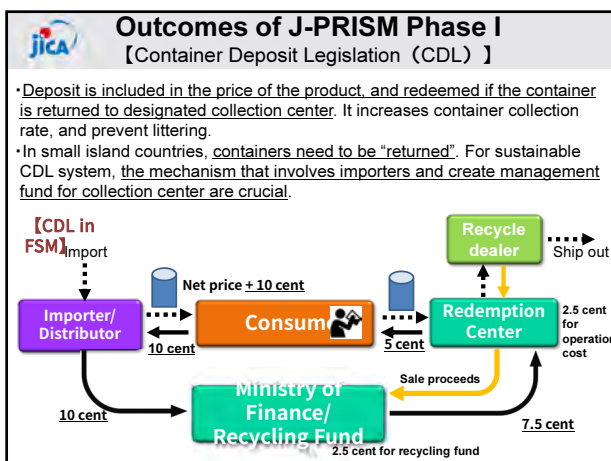 jICA
Outcomes of J-PRISM Phase I
【Container Deposit Legislation（CDL）】
・Deposit is included in the price of the product, and redeemed if the container
is returned to designated collection center. It increases container collection
rate, and prevent littering.
・In small island countries, containers need to be “returned”. For sustainable
CDL system, the mechanism that involves importers and create management
fund for collection center are crucial.
【CDL in
FSM】
Import
Recycle
dealer
Ship out
Net price + 10 cent
Importer/
Distributor
Consum
Redemption
Center
2.5 cent
for
operation
cost
10 cent
5 cent
Sale proceeds
10 cent
Ministry of
Finance/
Recycling Fund
7.5 cent
2.5 cent for recycling fund